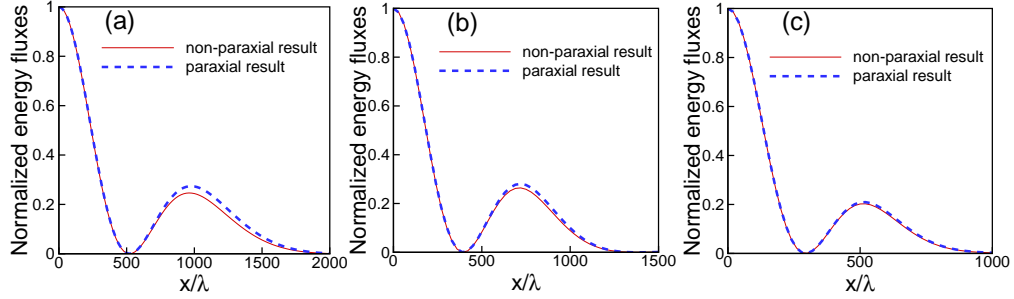 (a)
non-paraxial result
paraxial result
Normalized energy fluxes
1
0.8
0.6
0.4
0.2
0
0 500 1000 1500 2000
x/λ
(b)
non-paraxial result
paraxial result
Normalized energy fluxes
1
0.8
0.6
0.4
0.2
0
0 500 1000 1500
x/λ
(c)
non-paraxial result
paraxial result
Normalized energy fluxes
1
0.8
0.6
0.4
0.2
0
0 500 1000
x/λ